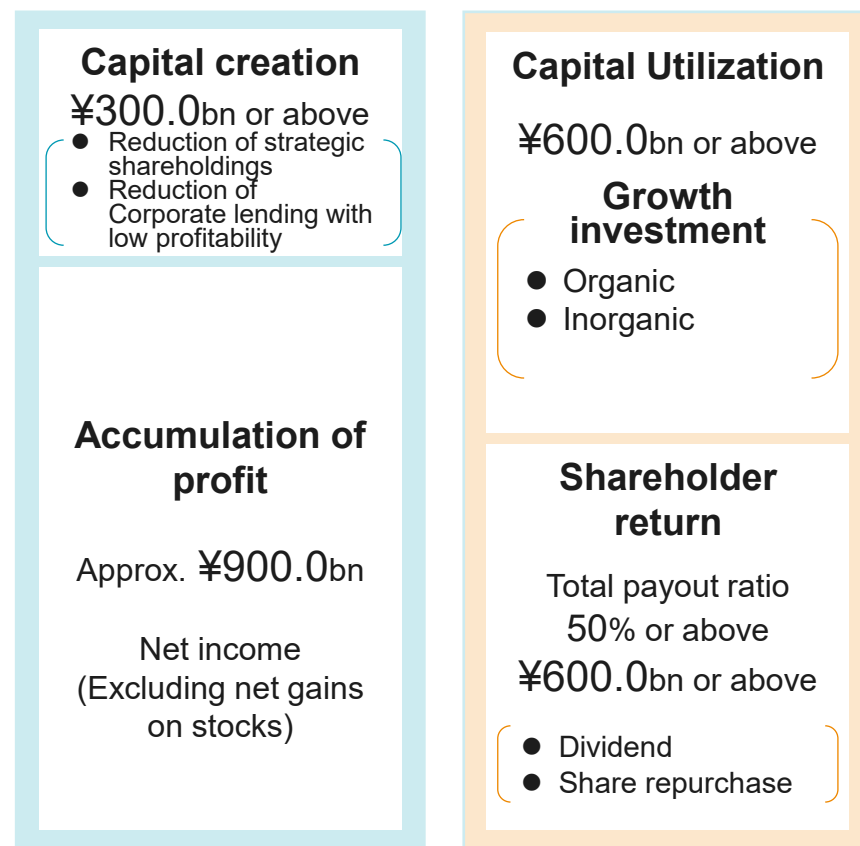 Capital creation
¥300.0bn or above
● Reduction of strategic
shareholdings
● Reduction of
Corporate lending with
low profitability
Accumulation of
profit
Approx. ¥900.0bn
Net income
(Excluding net gains
on stocks)
Capital Utilization
¥600.0bn or above
Growth
investment
● Organic
● Inorganic
Shareholder
return
Total payout ratio
50% or above
¥600.0bn or above
● Dividend
● Share repurchase